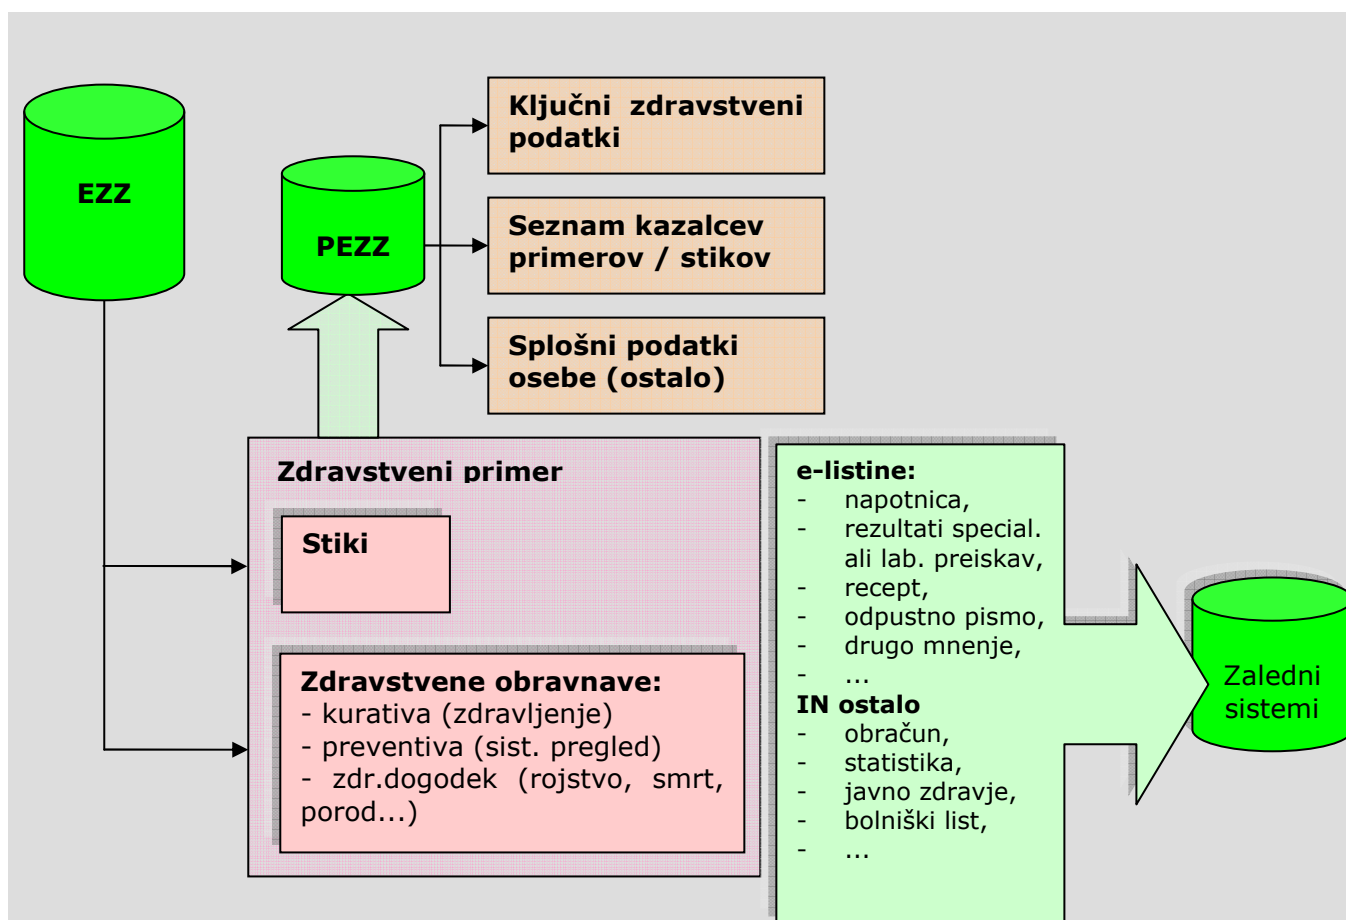 EZZ
PEZZ
Ključni zdravstveni
podatki
Seznam kazalcev
primerov / stikov
Splošni podatki
osebe (ostalo)
Zdravstveni primer
Stiki
Zdravstvene obravnave:
- kurativa (zdravljenje)
- preventiva (sist. pregled)
- zdr.dogodek (rojstvo, smrt,
porod...)
e-listine:
- napotnica,
- rezultati special.
ali lab. preiskav,
- recept,
- odpustno pismo,
- drugo mnenje,
- ...
IN ostalo
- obračun,
- statistika,
- javno zdravje,
- bolniški list,
- ...
Zaledni
sistemi